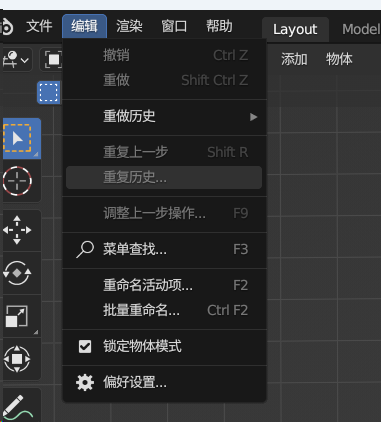 文件 编辑 渲染 窗口 帮助 Layout Model
添加 物体
撤销 Ctrl Z
重做 Shift Ctrl Z
重做历史
重复上一步 Shift R
重复历史...
调整上一步操作... F9
菜单查找... F3
重命名活动项... F2
批量重命名... Ctrl F2
锁定物体模式
偏好设置...